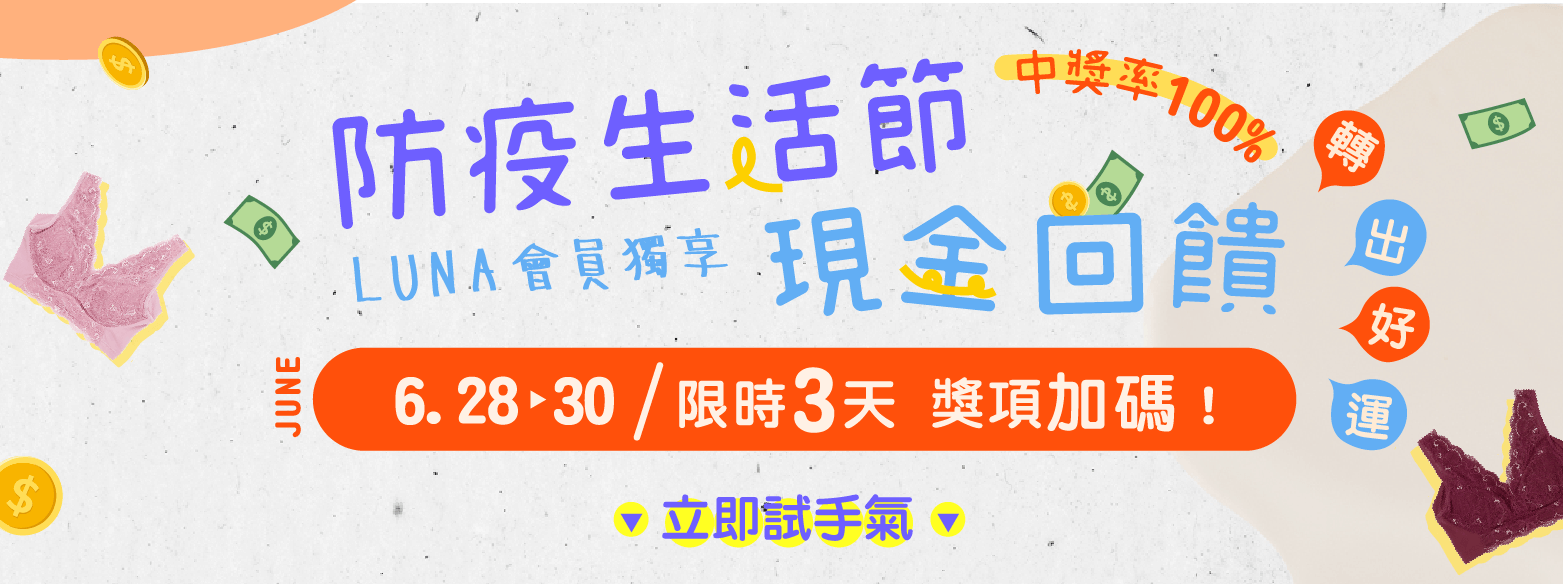 防疫生活節
中獎率100%
LUNA會員獨享
現金回饋
轉出好運
JUNE
6.28▸30/限時3天 獎項加碼！
▼立即試手氣▼